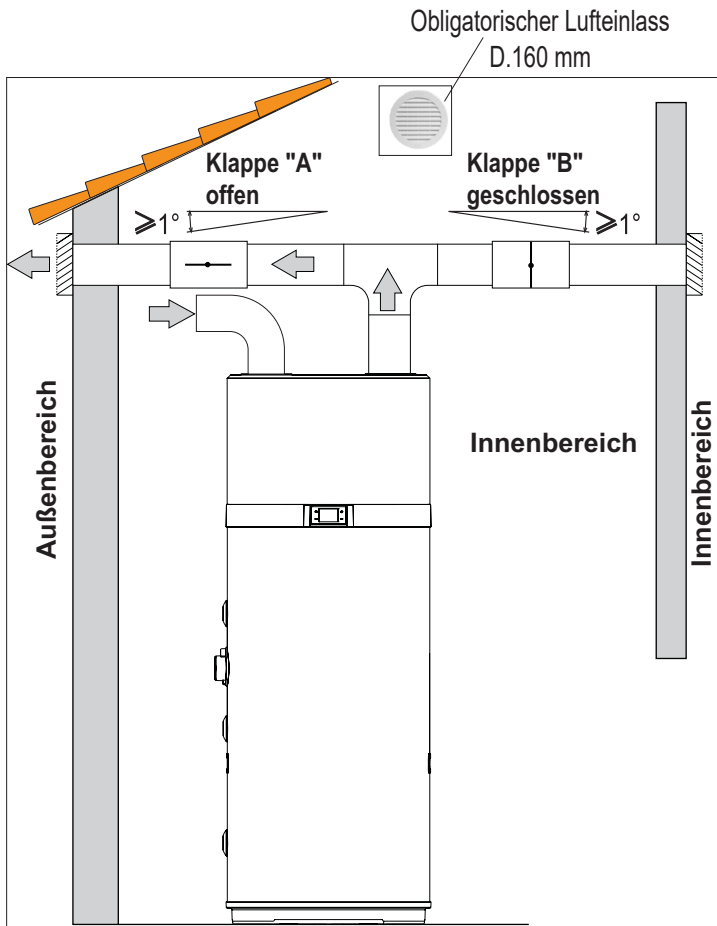 Obligatorischer Lufteinlass
D.160 mm
Klappe "A"
offen
Klappe "B"
geschlossen
⩾1°
⩾1°
Außenbereich
Innenbereich
Innenbereich